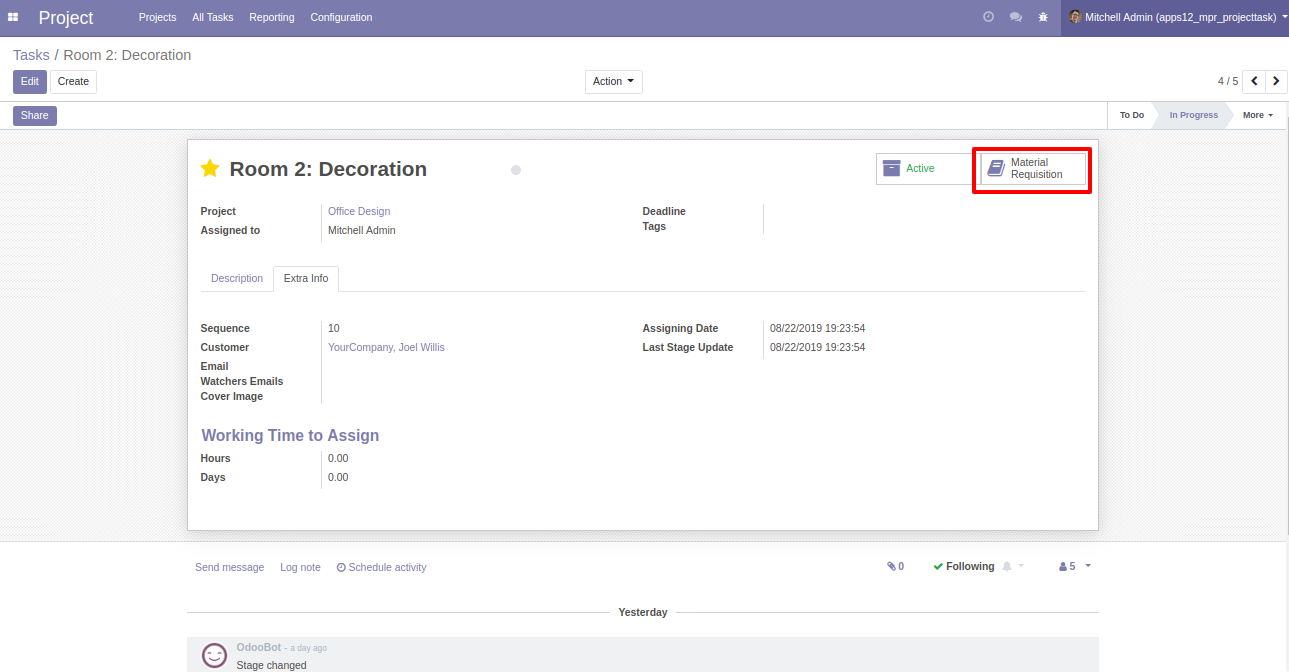 Project Projects All Tasks Reporting Configuration Mitchell Admin (apps12_mpr_projecttask)
Tasks / Room 2: Decoration
Edit Create Action 4 / 5
Share To Do In Progress More
Room 2: Decoration
Active
Material
Requisition
Project Office Design Deadline
Tags
Assigned to Mitchell Admin
Description Extra Info
Sequence 10 Assigning Date 08/22/2019 19:23:54
Customer YourCompany, Joel Willis Last Stage Update 08/22/2019 19:23:54
Email
Watchers Emails
Cover Image
Working Time to Assign
Hours 0.00
Days 0.00
Send message Log note Schedule activity 0 Following 5
Yesterday
OdooBot - a day ago
Stage changed